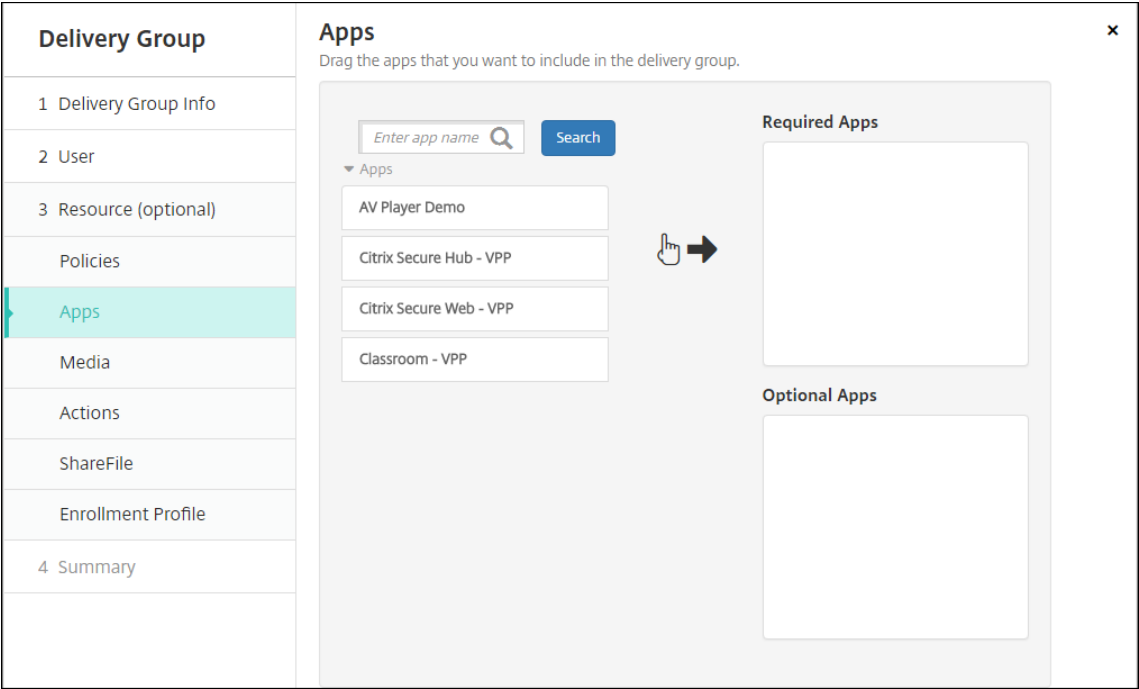 Delivery Group
1 Delivery Group Info
2 User
3 Resource (optional)
Policies
Apps
Media
Actions
ShareFile
Enrollment Profile
4 Summary
Apps
Drag the apps that you want to include in the delivery group.
Enter app name
Search
Apps
AV Player Demo
Citrix Secure Hub - VPP
Citrix Secure Web - VPP
Classroom - VPP
Required Apps
Optional Apps